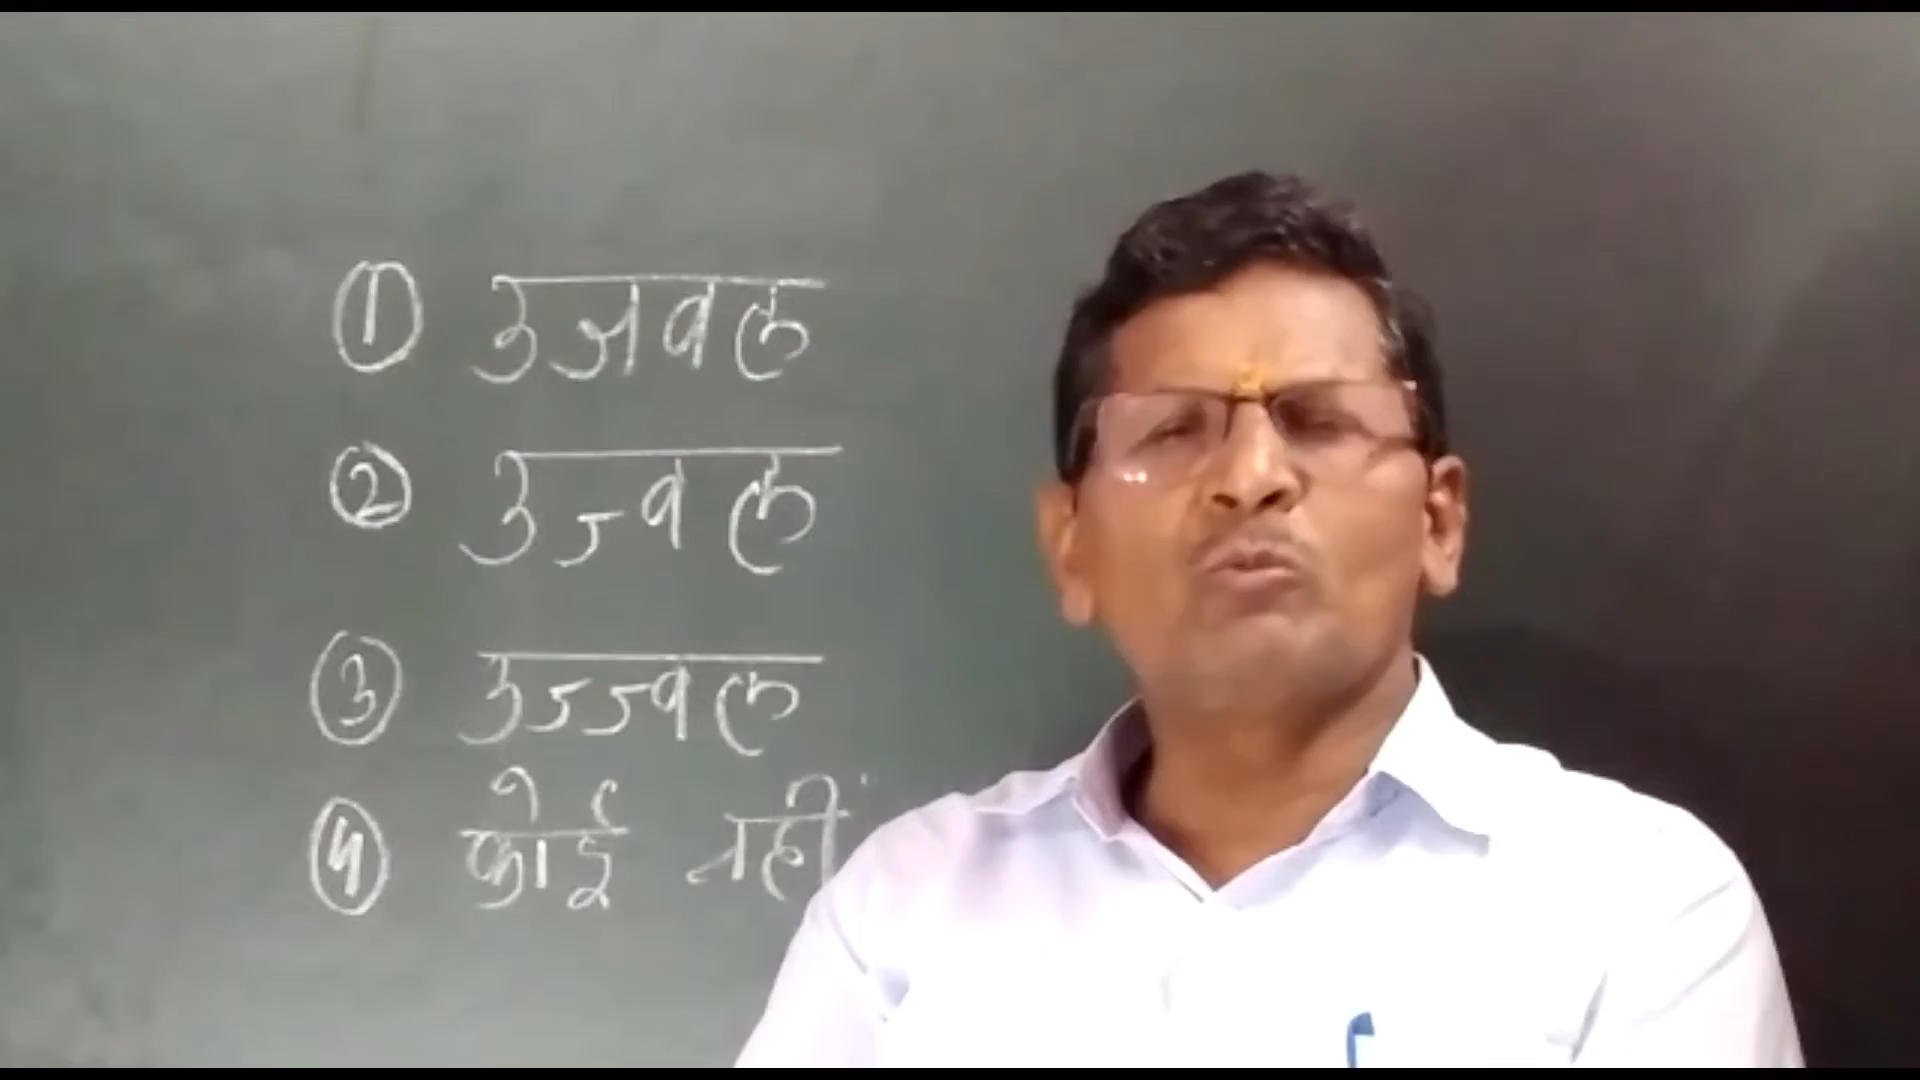 ① उजवल
② उज्वल
③ उज्ज्वल
④ कोई नहीं